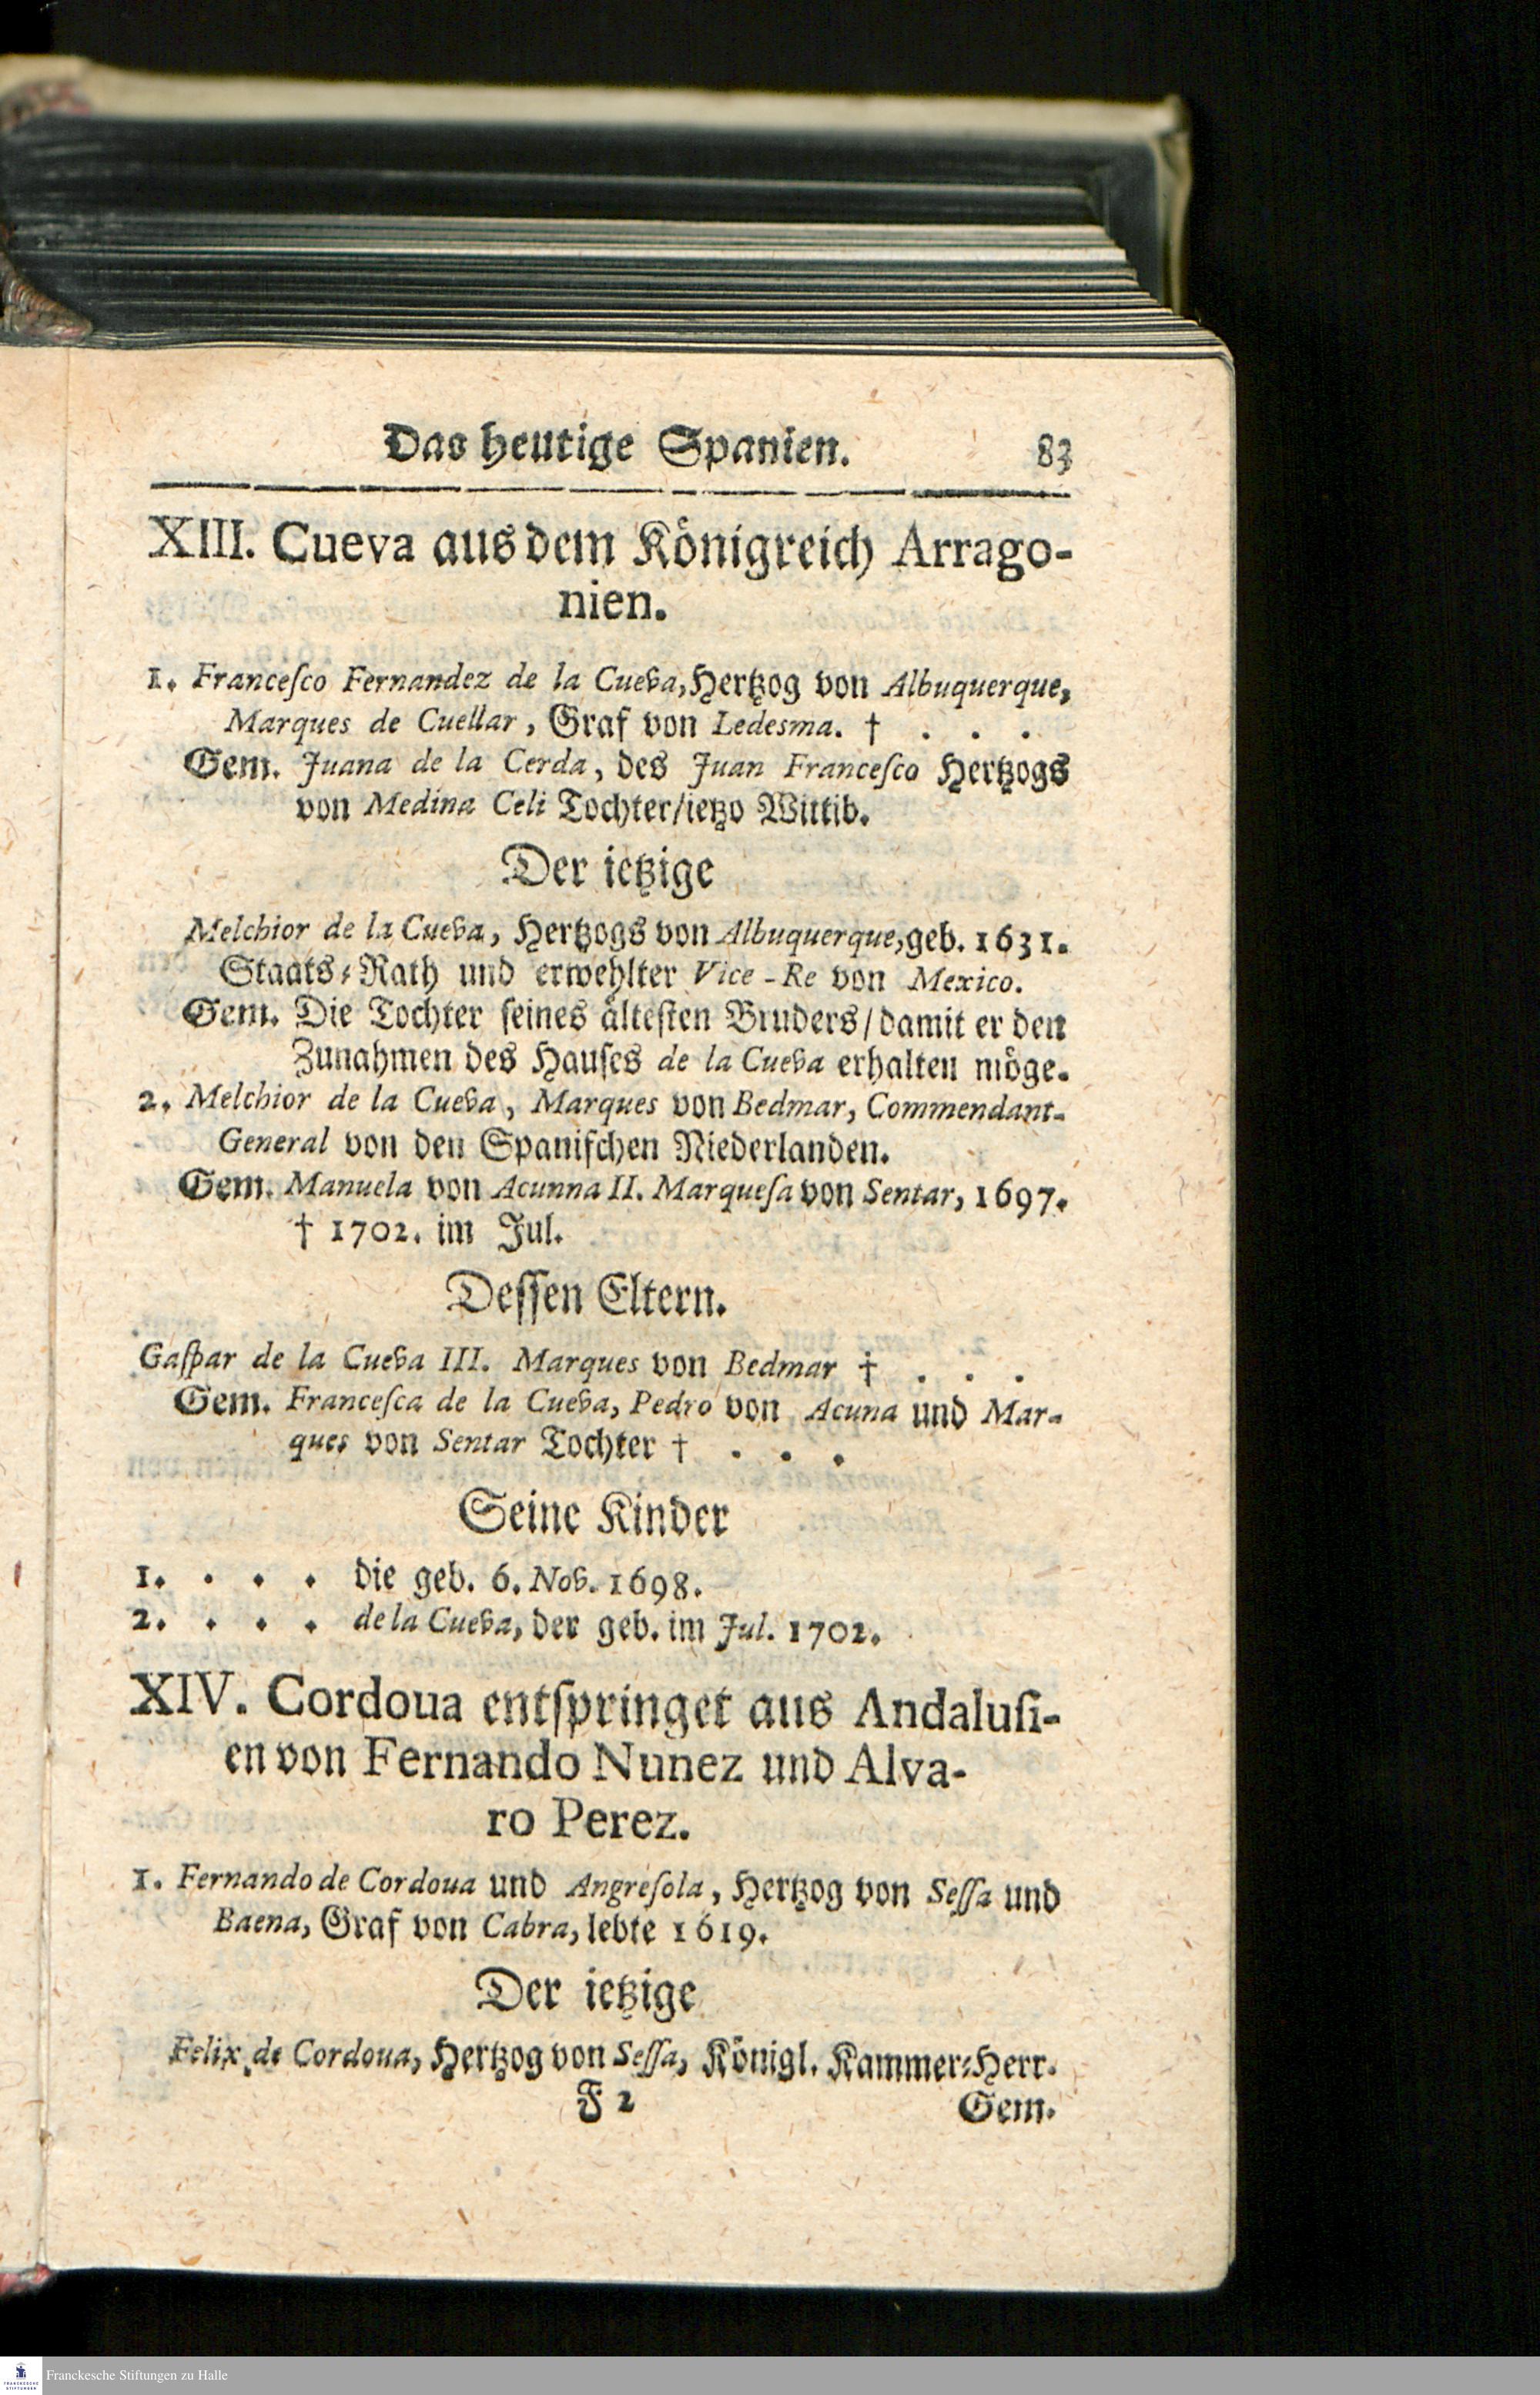 Das heutige Spanien. 83
XIII. Cueva aus dem Königreich Arrago-
nien.
1. Franceſco Fernandez de la Cueva, Hertzog von Albuquerque,
Marques de Cuellar, Graf von Ledesma. † . . .
Gem. Juana de la Cerda, des Juan Franceſco Hertzogs
von Medina Celi Tochter/ietzo Wittib.
Der ietzige
Melchior de la Cueva, Hertzogs von Albuquerque, geb. 1631.
Staats⸗Rath und erwehlter Vice-Re von Mexico.
Gem. Die Tochter ſeines älteſten Bruders/damit er den
Zunahmen des Hauſes de la Cueva erhalten möge.
2. Melchior de la Cueva, Marques von Bedmar, Commendant-
General von den Spaniſchen Niederlanden.
Gem. Manuela von Acunna II. Marqueſa von Sentar, 1697.
† 1702. im Jul.
Deſſen Eltern.
Gaſpar de la Cueva III. Marques von Bedmar † . . .
Gem. Franceſca de la Cueva, Pedro von Acuna und Mar-
ques von Sentar Tochter † . . .
Seine Kinder
1. . . . die geb. 6. Nov. 1698.
2. . . . de la Cueva, der geb. im Jul. 1702.
XIV. Cordoua entſpringet aus Andaluſi-
en von Fernando Nunez und Alva-
ro Perez.
1. Fernando de Cordoua und Angreſola, Hertzog von Seſſa und
Baena, Graf von Cabra, lebte 1619.
Der ietzige
Felix de Cordoua, Hertzog von Seſſa, Königl. Kammer⸗Herr.
F 2 Gem.
Franckesche Stiftungen zu Halle
FRANCKESCHE
STIFTUNGEN